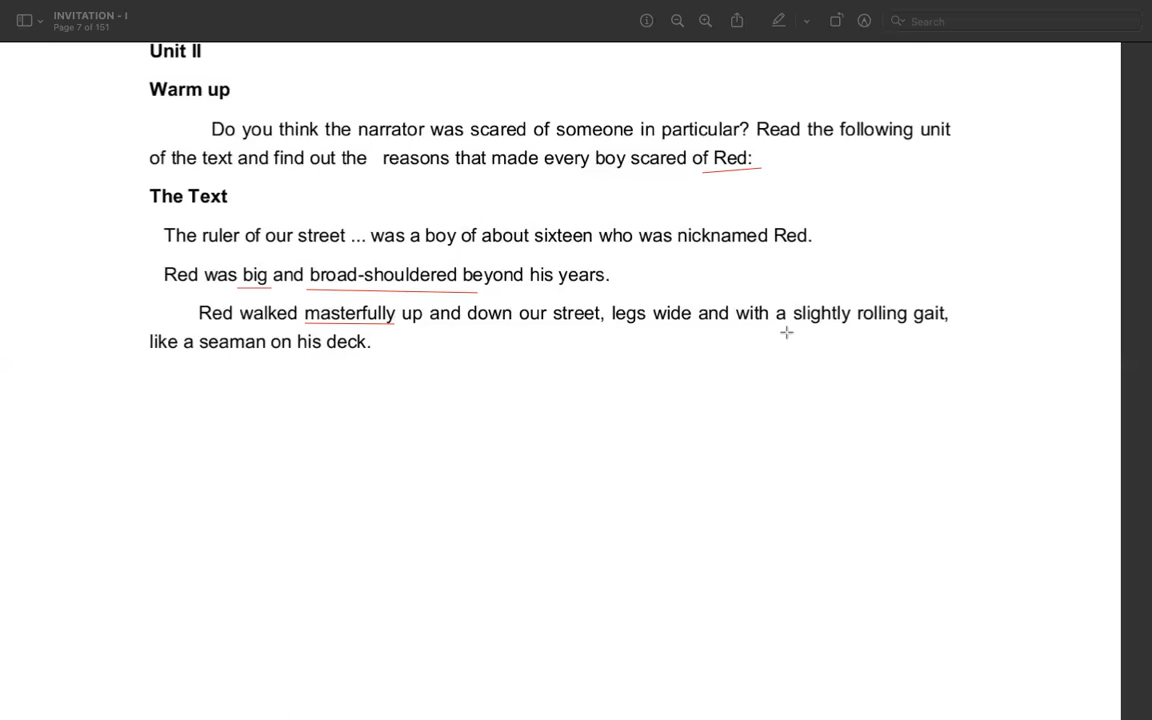 INVITATION - I
Page 7 of 151
Search
Unit II
Warm up
Do you think the narrator was scared of someone in particular? Read the following unit
of the text and find out the reasons that made every boy scared of Red:
The Text
The ruler of our street ... was a boy of about sixteen who was nicknamed Red.
Red was big and broad-shouldered beyond his years.
Red walked masterfully up and down our street, legs wide and with a slightly rolling gait,
like a seaman on his deck.